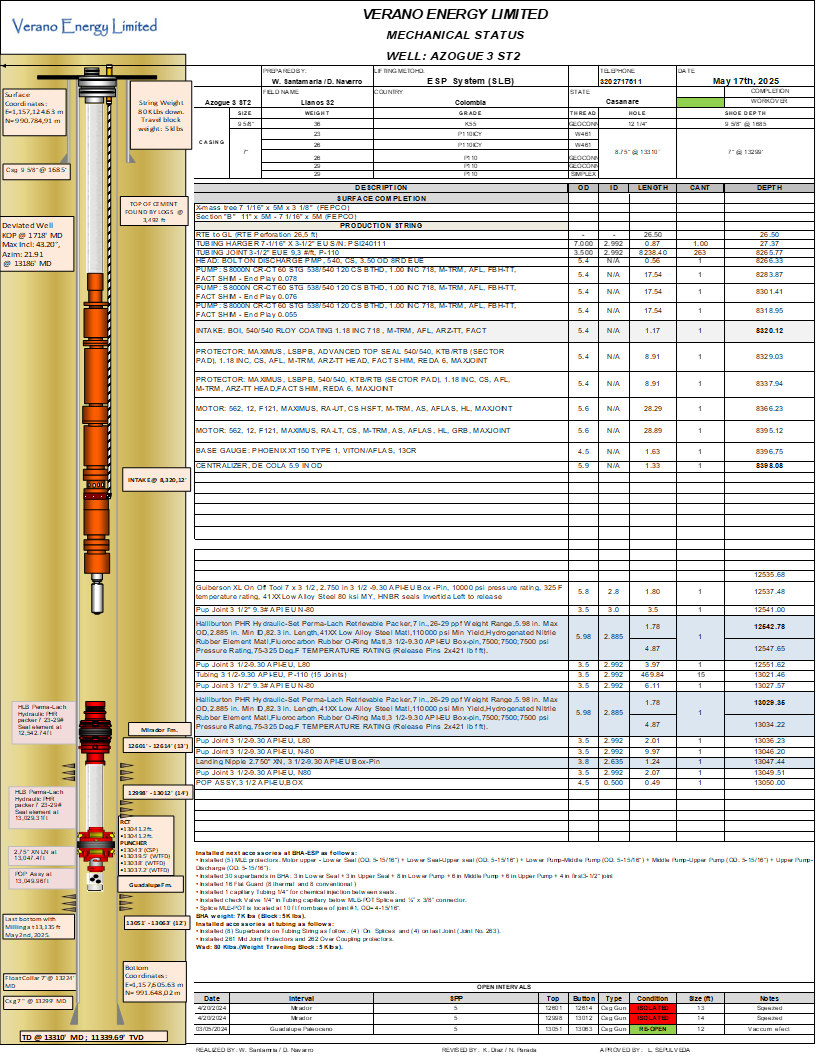 VERANO ENERGY LIMITED
Verano Energy Limited
MECHANICAL STATUS
WELL: AZOGUE 3 ST2
PREPARED BY:
LIFTING METOHD:
TELEPHONE
DATE
W. Santamaria / D. Navarro
ESP System (SLB)
3202717511
May 17th, 2025
FIELD NAME
COUNTRY
STATE
COMPLETION
Azogue 3 ST2
Llanos 32
Colombia
Casanare
WORKOVER
CASING
SIZE
WEIGHT
GRADE
THREAD
HOLE
SHOE DEPTH
9 5/8"
36
K55
GEOCONN
12 1/4"
9 5/8" @ 1685
7"
23
P110ICY
W461
8.75" @ 13310'
7" @ 13299'
26
P110ICY
W461
26
P110
GEOCONN
29
P110
GEOCONN
29
P110
SIMPLEX
DESCRIPTION
OD
ID
LENGTH
CANT
DEPTH
SURFACE COMPLETION
X-mass tree 7 1/16" x 5M x 3 1/8" (FEPCO)
Section "B" 11" x 5M - 7 1/16" x 5M (FEPCO)
PRODUCTION STRING
RTE to GL (RTE Perforation 26,5 ft) - - 26.50 26.50
TUBING HARGER 7-1/16" X 3-1/2" EU S/N: PSI240111 7.000 2.992 0.87 1.00 27.37
TUBING JOINT 3-1/2" EUE 9,3 #/ft, P-110 3.500 2.992 8238.40 263 8265.77
HEAD: BOLTON DISCHARGE PMP, 540, CS, 3.50 OD 8RD EUE 5.4 N/A 0.56 1 8266.33
PUMP: S8000N CR-CT 60 STG 538/540 120 CS BTHD, 1.00 INC 718, M-TRM, AFL, FBH-TT,
FACT SHIM - End Play 0.078 5.4 N/A 17.54 1 8283.87
PUMP: S8000N CR-CT 60 STG 538/540 120 CS BTHD, 1.00 INC 718, M-TRM, AFL, FBH-TT,
FACT SHIM - End Play 0.076 5.4 N/A 17.54 1 8301.41
PUMP: S8000N CR-CT 60 STG 538/540 120 CS BTHD, 1.00 INC 718, M-TRM, AFL, FBH-TT,
FACT SHIM - End Play 0.055 5.4 N/A 17.54 1 8318.95
INTAKE: BOI, 540/540 RLOY COATING 1.18 INC 718 , M-TRM, AFL, ARZ-TT, FACT 5.4 N/A 1.17 1 8320.12
PROTECTOR: MAXIMUS, LSBPB, ADVANCED TOP SEAL 540/540, KTB/RTB (SECTOR
PAD), 1.18 INC, CS, AFL, M-TRM, ARZ-TT HEAD, FACT SHIM, REDA 6, MAXJOINT 5.4 N/A 8.91 1 8329.03
PROTECTOR: MAXIMUS, LSBPB, 540/540, KTB/RTB (SECTOR PAD), 1.18 INC, CS, AFL,
M-TRM, ARZ-TT HEAD,FACT SHIM, REDA 6, MAXJOINT 5.4 N/A 8.91 1 8337.94
MOTOR: 562, 12, F121, MAXIMUS, RA-UT, CS HSFT, M-TRM, AS, AFLAS, HL, MAXJOINT 5.6 N/A 28.29 1 8366.23
MOTOR: 562, 12, F121, MAXIMUS, RA-LT, CS, M-TRM, AS, AFLAS, HL, GRB, MAXJOINT 5.6 N/A 28.89 1 8395.12
BASE GAUGE: PHOENIX XT150 TYPE 1, VITON/AFLAS, 13CR 4.5 N/A 1.63 1 8396.75
CENTRALIZER, DE COLA 5.9 IN OD 5.9 N/A 1.33 1 8398.08
12535.68
Guiberson XL On Off Tool 7 x 3 1/2, 2.750 in 3 1/2 -9.30 API-EU Box -Pin, 10000 psi pressure rating, 325 F
temperature rating, 41XX Low Alloy Steel 80 ksi MY, HNBR seals Invertida Left to release 5.8 2.8 1.80 1 12537.48
Pup Joint 3 1/2" 9.3# API EU N-80 3.5 3.0 3.5 1 12541.00
Halliburton PHR Hydraulic-Set Perma-Lach Retrievable Packer,7 in.,26-29 ppf Weight Range,5.98 in. Max
OD,2.885 in. Min ID,82.3 in. Length,41XX Low Alloy Steel Matl,110000 psi Min Yield,Hydrogenated Nitrile
Rubber Element Matl,Fluorocarbon Rubber O-Ring Matl,3 1/2-9.30 API-EU Box-pin,7500;7500;7500 psi
Pressure Rating,75-325 Deg.F TEMPERATURE RATING (Release Pins 2x421 lbf ft). 5.98 2.885 1.78 1 12542.78
4.87 12547.65
Pup Joint 3 1/2-9.30 API-EU, L80 3.5 2.992 3.97 1 12551.62
Tubing 3 1/2-9.30 API-EU, P-110 (15 Joints) 3.5 2.992 469.84 15 13021.46
Pup Joint 3 1/2" 9.3# API EU N-80 3.5 2.992 6.11 1 13027.57
Halliburton PHR Hydraulic-Set Perma-Lach Retrievable Packer,7 in.,26-29 ppf Weight Range,5.98 in. Max
OD,2.885 in. Min ID,82.3 in. Length,41XX Low Alloy Steel Matl,110000 psi Min Yield,Hydrogenated Nitrile
Rubber Element Matl,Fluorocarbon Rubber O-Ring Matl,3 1/2-9.30 API-EU Box-pin,7500;7500;7500 psi
Pressure Rating,75-325 Deg.F TEMPERATURE RATING (Release Pins 2x421 lbf ft). 5.98 2.885 1.78 1 13029.35
4.87 13034.22
Pup Joint 3 1/2-9.30 API-EU, L80 3.5 2.992 2.01 1 13036.23
Pup Joint 3 1/2-9.30 API-EU, N-80 3.5 2.992 9.97 1 13046.20
Landing Nipple 2.750" XN, 3 1/2-9.30 API-EU Box-Pin 3.8 2.635 1.24 1 13047.44
Pup Joint 3 1/2-9.30 API-EU, N80 3.5 2.992 2.07 1 13049.51
POP ASSY,3 1/2 API-EU,BOX 4.5 0.500 0.49 1 13050.00
Installed next accessories at BHA-ESP as follows:
• Installed (5) MLE protectors: Motor upper - Lower Seal (OD: 5-15/16") + Lower Seal-Upper seal (OD: 5-15/16") + Lower Pump-Middle Pump (OD: 5-15/16") + Middle Pump-Upper (OD: 5-15/16") + Upper Pump-
Discharge (OD: 5-15/16").
• Installed 30 superbands in BHA: 3 in Lower Seal + 3 in Upper Seal + 8 in Lower Pump + 6 in Middle Pump + 6 in Upper Pump + 4 in first 3-1/2" joint
• Installed 16 Flat Guard (8 thermal and 8 conventional)
• Installed 1 capilary Tubing 1/4" for chemical injection between seals.
• Installed check Valve 1/4" in Tubing capillary below MLE-POT Splice and ¼" x 3/8" connector.
• Splice MLE-POT is located at 10 ft from base of joint #1, OD= 4-15/16".
BHA weight: 7Klbs (Block: 5Klbs).
Installed accessories at tubing as follows:
• Installed (8) Superbands on Tubing String as follow: (4) On Splices and (4) on last Joint (Joint No. 263).
• Installed 261 Mid Joint Protectors and 262 Over Coupling protectors.
Wsd: 80 Klbs.(Weight Traveling Block: 5 Klbs).
OPEN INTERVALS
Date Interval SPP Top Button Type Condition Size (ft) Notes
4/20/2024 Mirador 5 12601 12614 Csg Gun ISOLATED 13 Sqeezed
4/20/2024 Mirador 5 12998 13012 Csg Gun ISOLATED 14 Sqeezed
03/05/2024 Guadalupe Paleoceno 5 13051 13063 Csg Gun RE-OPEN 12 Vaccum efect
REALIZED BY: W. Santamria / D. Navarro
REVISED BY: K. Diaz / N. Parada
APROVED BY: L. SEPULVEDA
Surface
Coordinates:
E=1,157,124.63 m
N= 990.784,91 m
String Weight
80Klbs down.
Travel block
weight: 5 klbs
Csg 9 5/8" @ 1685'
TOP OF CEMENT
FOUND BY LOGS @
3,492 ft
Deviated Well
KOP @ 1718' MD
Max Incl: 43.20°,
Azim: 21.91
@ 13186' MD
INTAKE @ 8,320,12'
HLB Perma-Lach
Hydraulic PHR
packer 7 23-29#
Seal element at
12,542.74ft
Mirador Fm.
12601' - 12614' (13')
HLB Perma-Lach
Hydraulic PHR
packer 7 23-29#
Seal element at
13,029.31ft
12998' - 13012' (14')
RCT
•13041.2 ft.
•13041.2 ft.
PUNCHER
•13043' (CSP)
•13039.5' (WTFD)
•13038' (WTFD)
•13037.2' (WTFD)
2,75" XN LN at
13,047.4ft
POP Assy at
13,049.96ft
Guadalupe Fm.
Last bottom with
Milling at 13,135 ft
May 2nd, 2025.
13051' - 13063' (12')
Float Collar 7" @ 13224'
MD
Bottom
Coordinates:
E=1,157,605.63 m
N= 991.648,02 m
Csg 7" @ 13299' MD
TD @ 13310' MD ; 11339.69' TVD